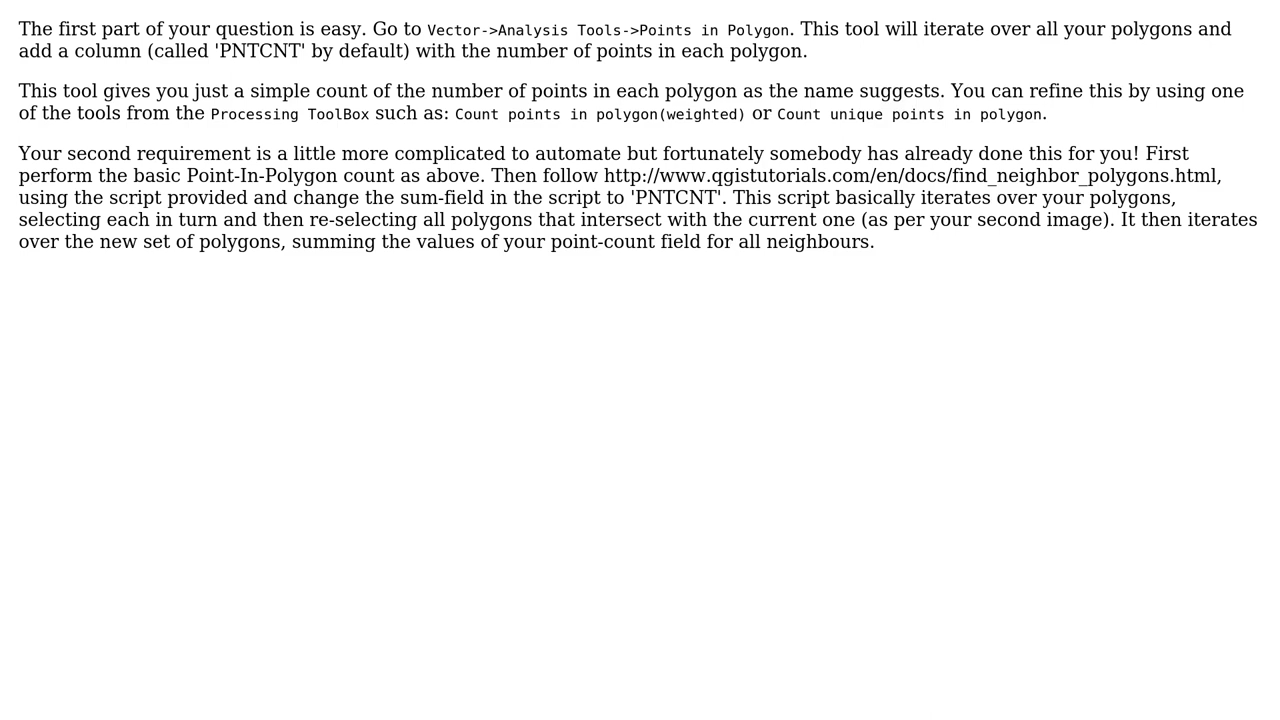 The first part of your question is easy. Go to Vector->Analysis Tools->Points in Polygon. This tool will iterate over all your polygons and
add a column (called 'PNTCNT' by default) with the number of points in each polygon.
This tool gives you just a simple count of the number of points in each polygon as the name suggests. You can refine this by using one
of the tools from the Processing ToolBox such as: Count points in polygon(weighted) or Count unique points in polygon.
Your second requirement is a little more complicated to automate but fortunately somebody has already done this for you! First
perform the basic Point-In-Polygon count as above. Then follow http://www.qgistutorials.com/en/docs/find_neighbor_polygons.html,
using the script provided and change the sum-field in the script to 'PNTCNT'. This script basically iterates over your polygons,
selecting each in turn and then re-selecting all polygons that intersect with the current one (as per your second image). It then iterates
over the new set of polygons, summing the values of your point-count field for all neighbours.